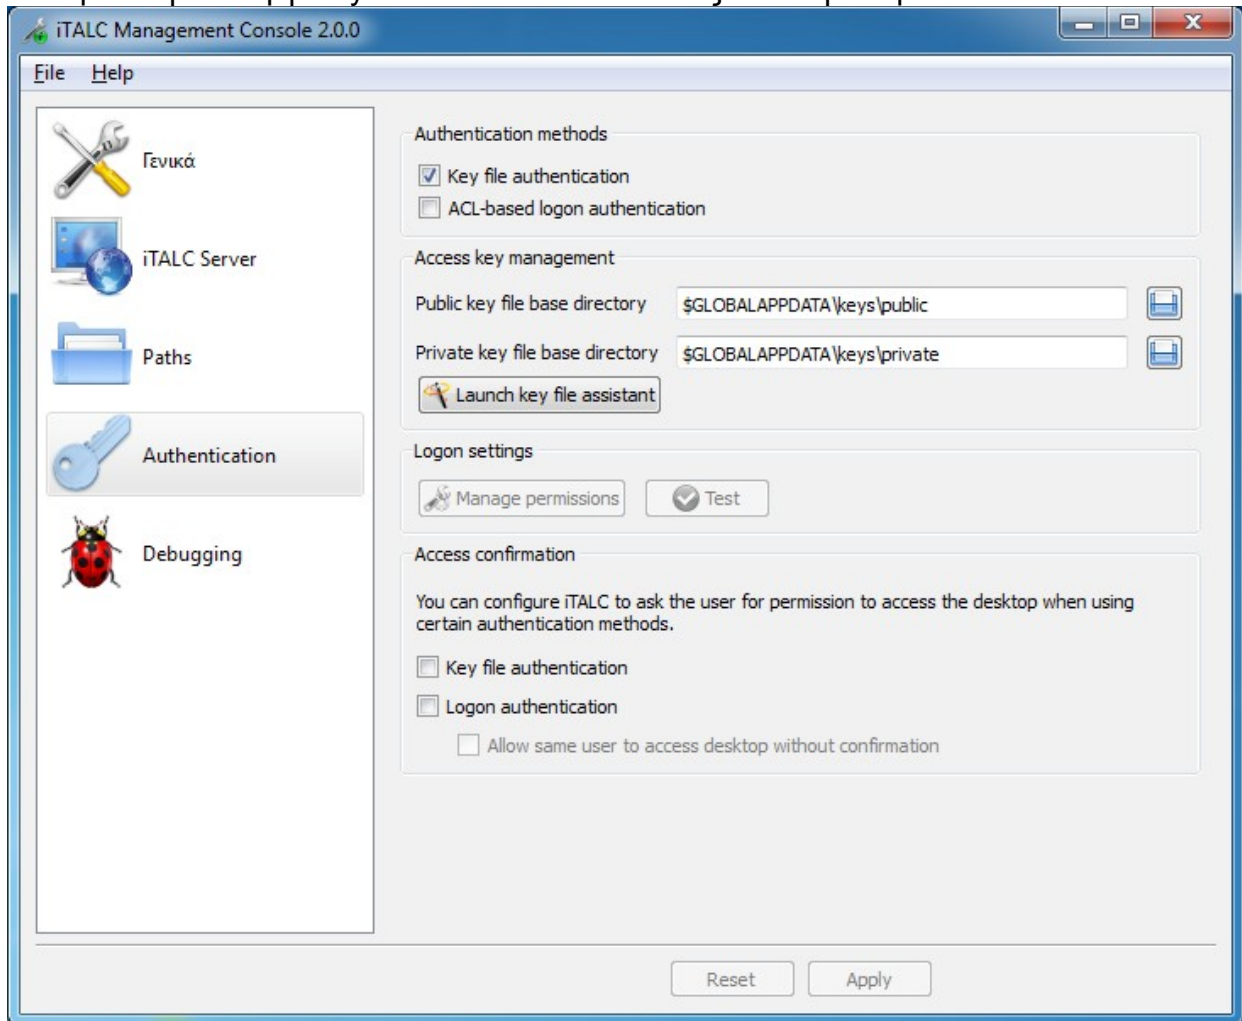 iTALC Management Console 2.0.0
File Help
Γενικά
iTALC Server
Paths
Authentication
Debugging
Authentication methods
Key file authentication
ACL-based logon authentication
Access key management
Public key file base directory $GLOBALAPPDATA\keys\public
Private key file base directory $GLOBALAPPDATA\keys\private
Launch key file assistant
Logon settings
Manage permissions Test
Access confirmation
You can configure iTALC to ask the user for permission to access the desktop when using
certain authentication methods.
Key file authentication
Logon authentication
Allow same user to access desktop without confirmation
Reset Apply